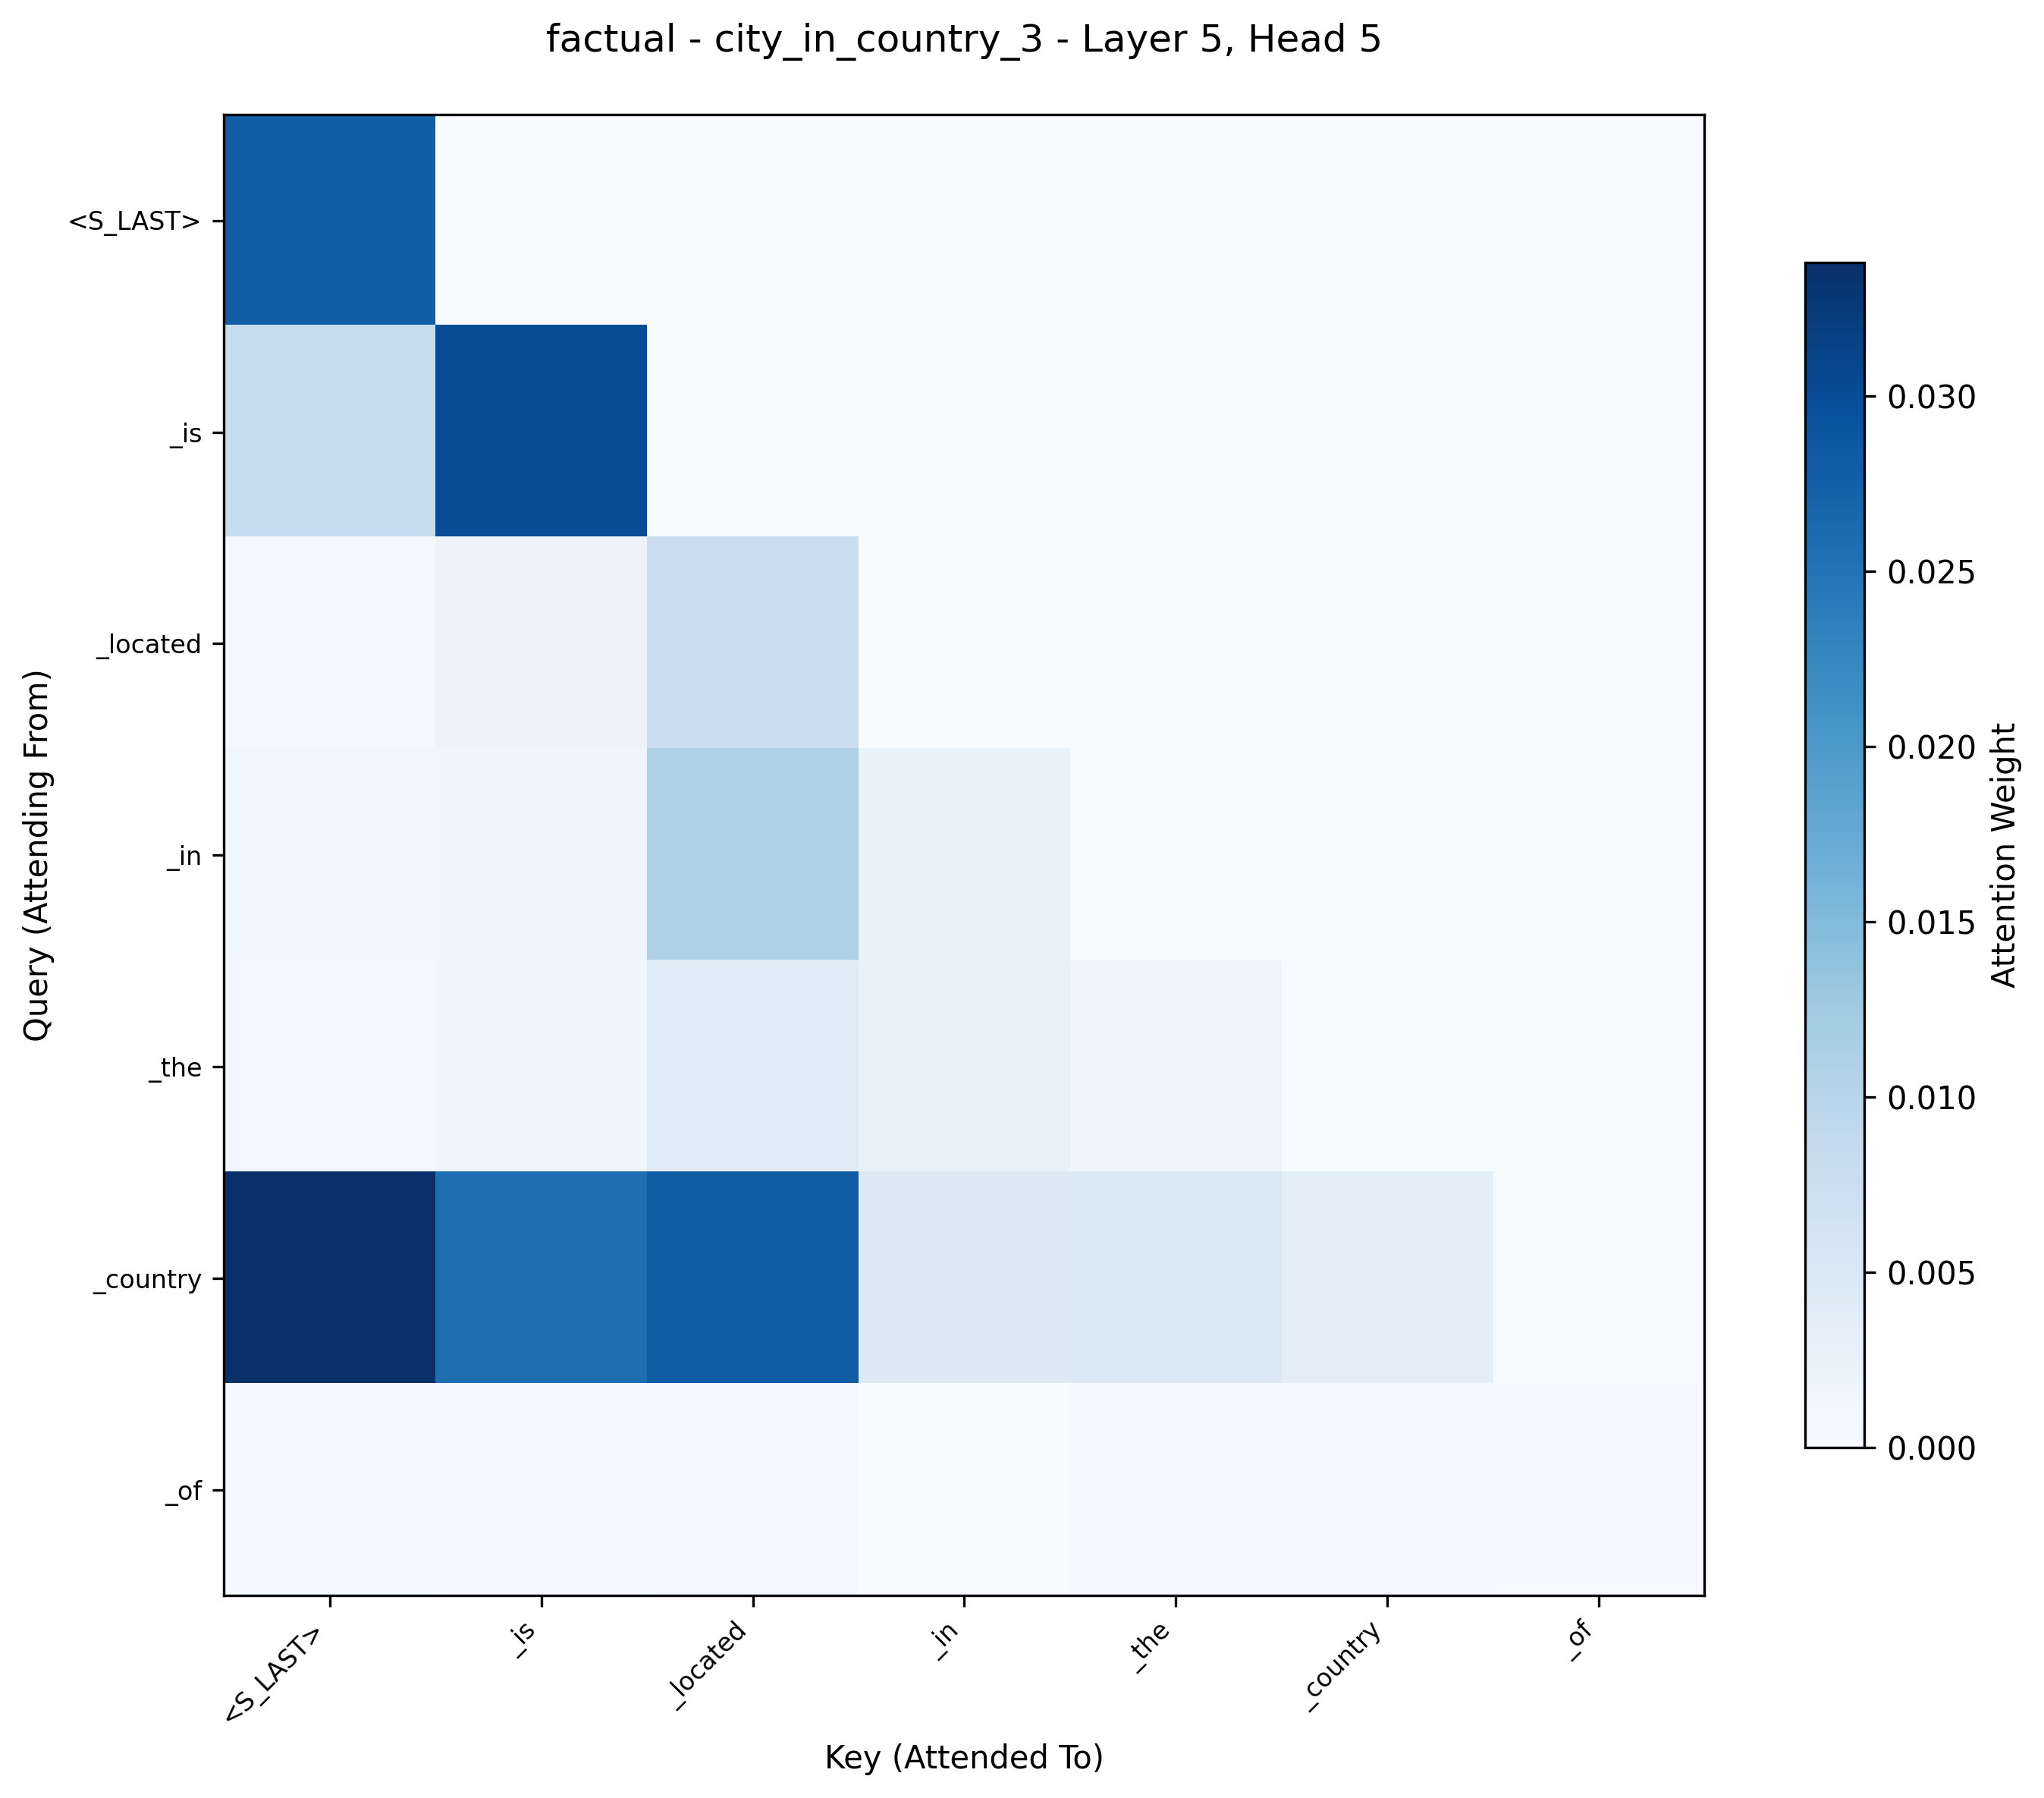 factual - city_in_country_3 - Layer 5, Head 5
Query (Attending From)
<S_LAST>
_is
_located
_in
_the
_country
_of
<S_LAST>
_is
_located
_in
_the
_country
_of
Key (Attended To)
0.030
0.025
0.020
0.015
0.010
0.005
0.000
Attention Weight